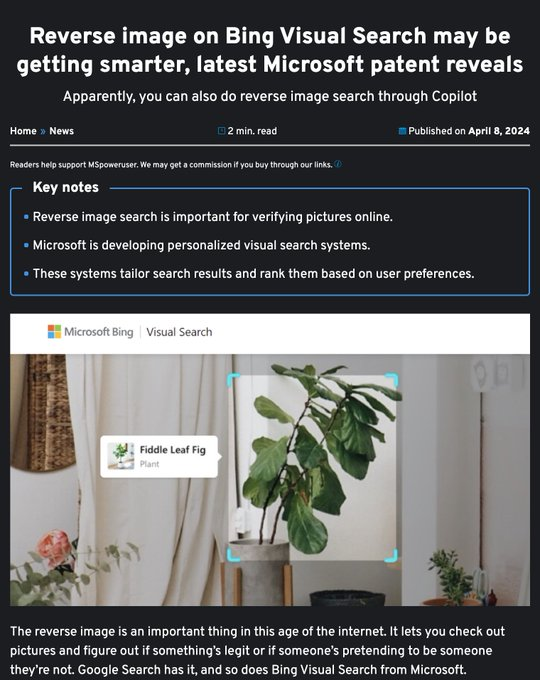 Reverse image on Bing Visual Search may be
getting smarter, latest Microsoft patent reveals
Apparently, you can also do reverse image search through Copilot
Home » News
2 min. read
Published on April 8, 2024
Readers help support MSpoweruser. We may get a commission if you buy through our links.
Key notes
Reverse image search is important for verifying pictures online.
Microsoft is developing personalized visual search systems.
These systems tailor search results and rank them based on user preferences.
Microsoft Bing | Visual Search
Fiddle Leaf Fig
Plant
The reverse image is an important thing in this age of the internet. It lets you check out
pictures and figure out if something's legit or if someone's pretending to be someone
they're not. Google Search has it, and so does Bing Visual Search from Microsoft.